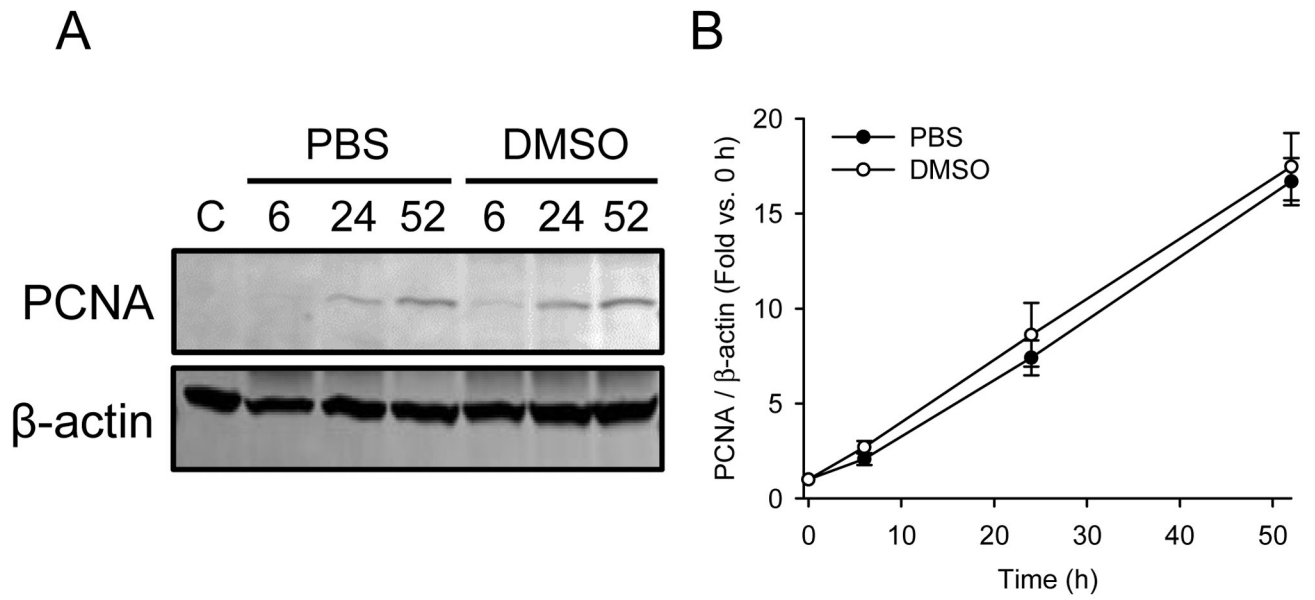 A
PBS DMSO
C 6 24 52 6 24 52
PCNA
β-actin
B
PBS
DMSO
PCNA / β-actin (Fold vs. 0 h)
20
15
10
5
0
0 10 20 30 40 50
Time (h)